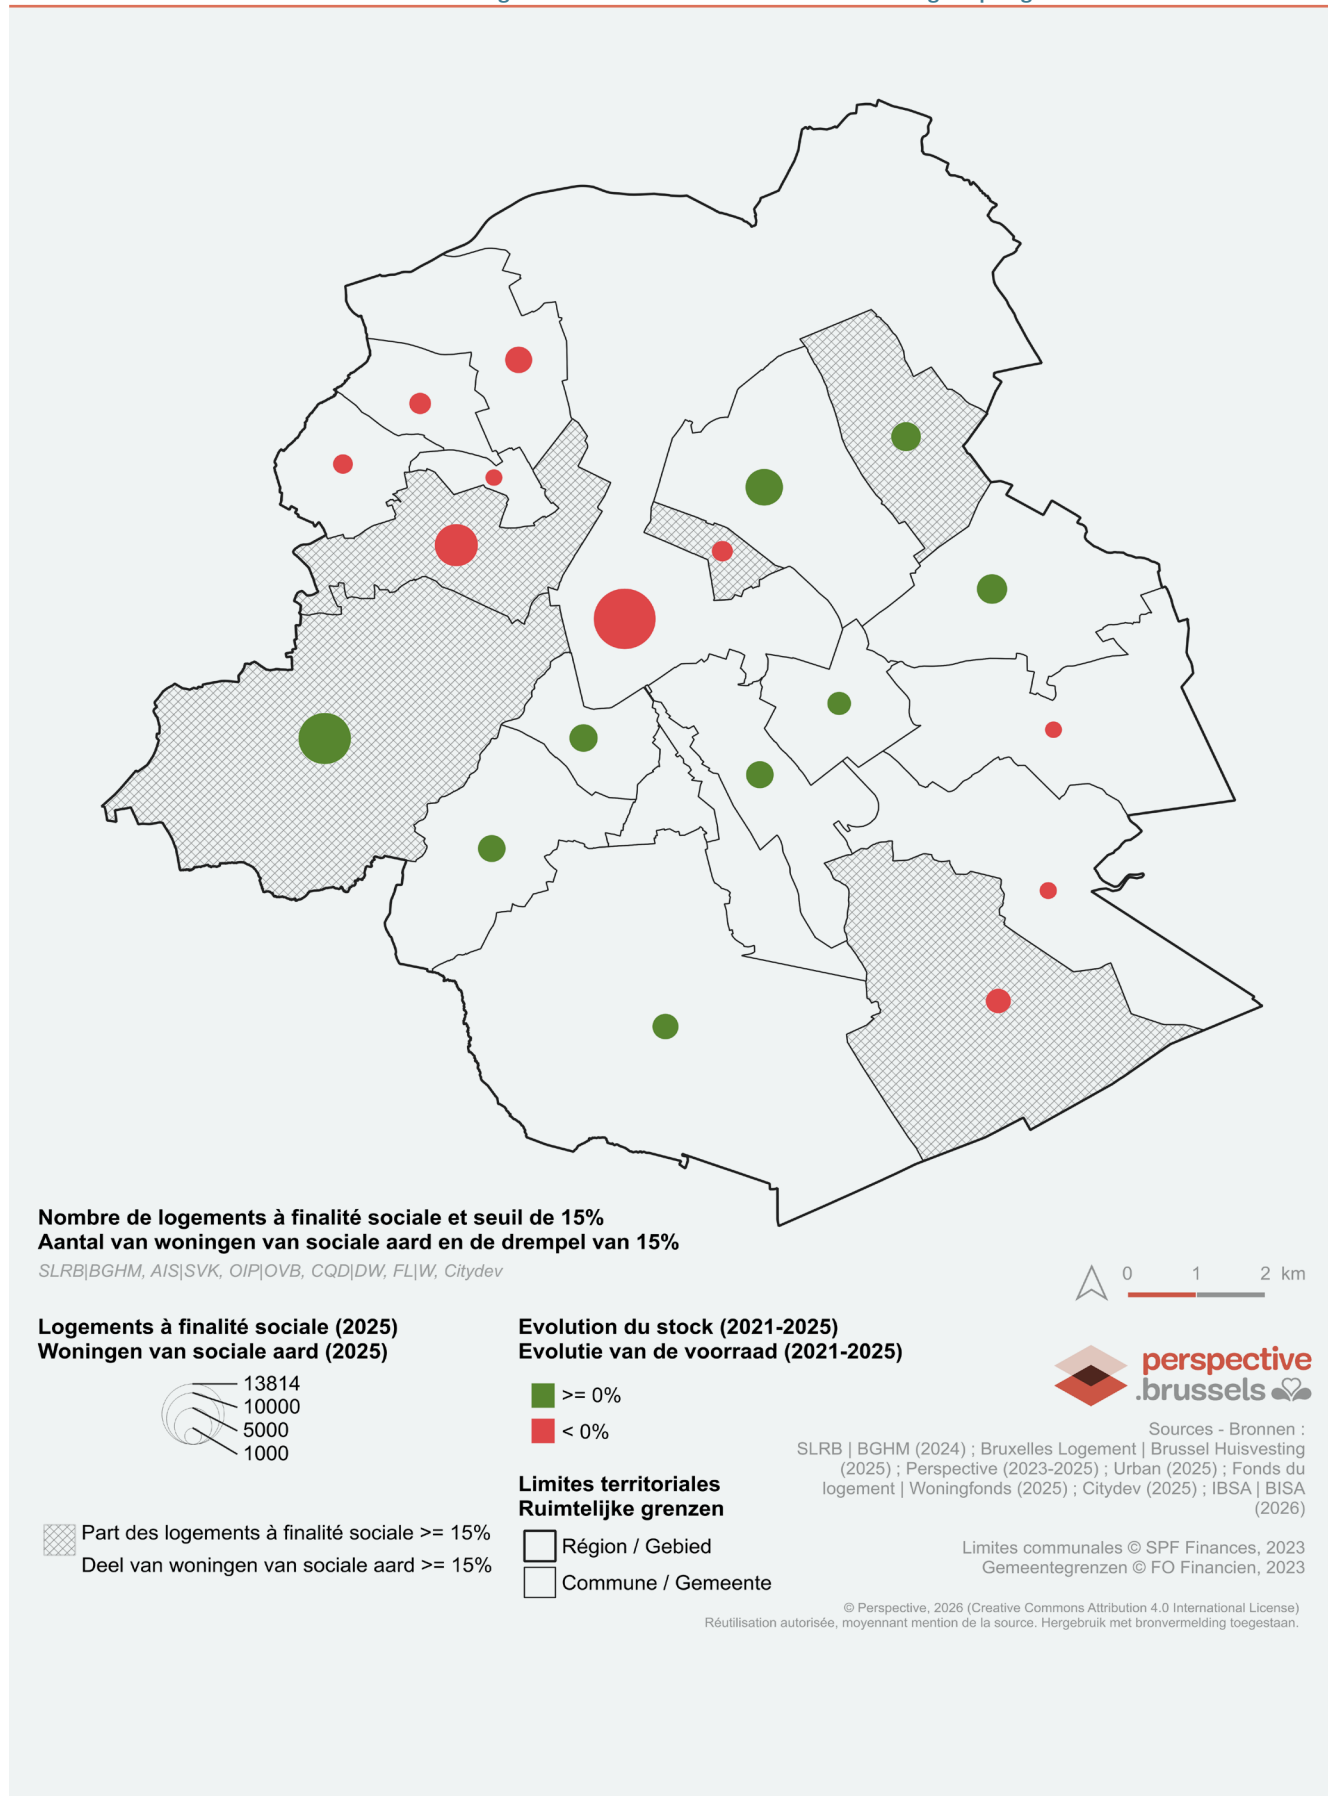 Nombre de logements à finalité sociale et seuil de 15%
Aantal van woningen van sociale aard en de drempel van 15%
SLRB|BGHM, AIS|SVK, OIP|OVB, CQD|DW, FL|W, Citydev
0 1 2 km
Logements à finalité sociale (2025)
Woningen van sociale aard (2025)
13814
10000
5000
1000
Part des logements à finalité sociale >= 15%
Deel van woningen van sociale aard >= 15%
Evolution du stock (2021-2025)
Evolutie van de voorraad (2021-2025)
>= 0%
< 0%
Limites territoriales
Ruimtelijke grenzen
Région / Gebied
Commune / Gemeente
perspective
.brussels
Sources - Bronnen :
SLRB | BGHM (2024) ; Bruxelles Logement | Brussel Huisvesting
(2025) ; Perspective (2023-2025) ; Urban (2025) ; Fonds du
logement | Woningfonds (2025) ; Citydev (2025) ; IBSA | BISA
(2026)
Limites communales © SPF Finances, 2023
Gemeentegrenzen © FO Financien, 2023
© Perspective, 2026 (Creative Commons Attribution 4.0 International License)
Réutilisation autorisée, moyennant mention de la source. Hergebruik met bronvermelding toegestaan.